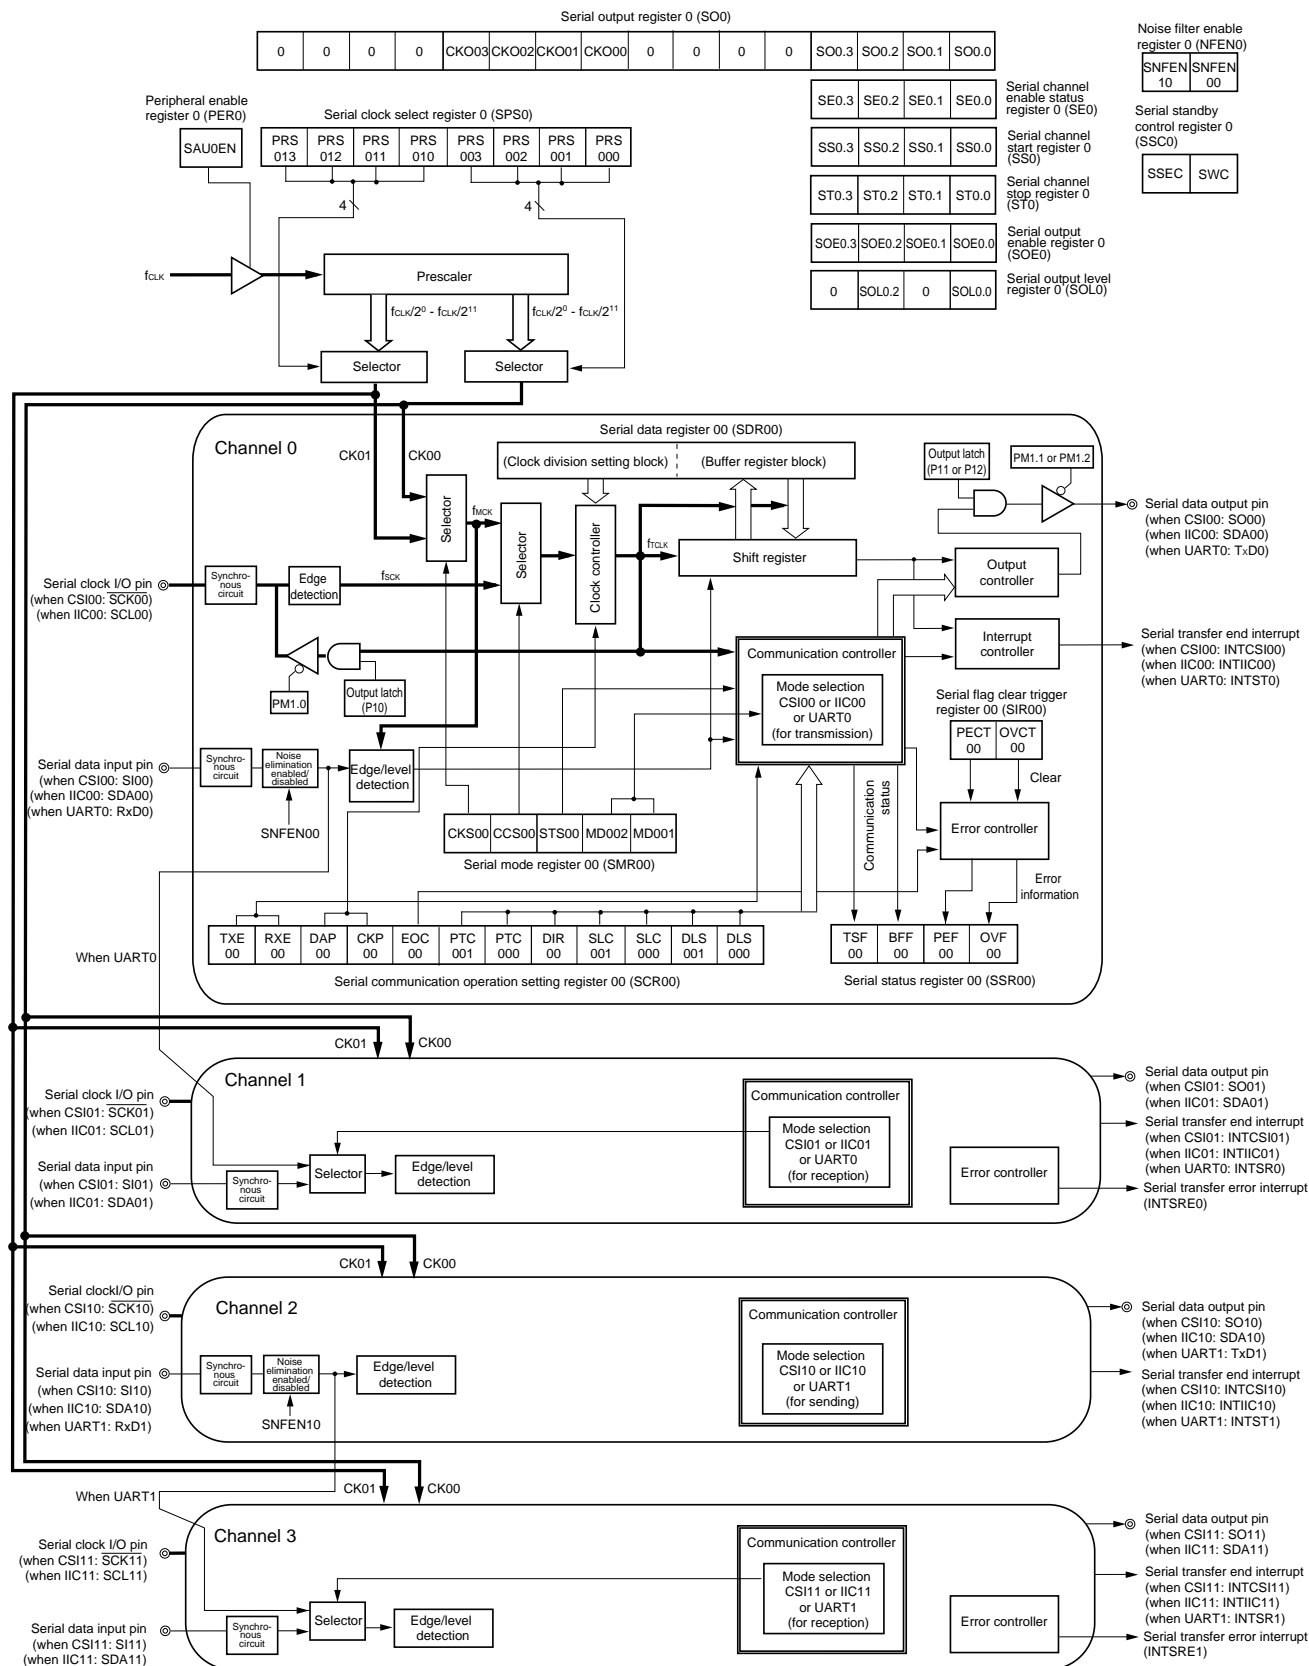 Serial output register 0 (SO0)
0 0 0 0 CKO03 CKO02 CKO01 CKO00 0 0 0 0 SO0.3 SO0.2 SO0.1 SO0.0
Noise filter enable
register 0 (NFEN0)
SNFEN SNFEN
10 00
Peripheral enable
register 0 (PER0)
SAU0EN
Serial clock select register 0 (SPS0)
PRS PRS PRS PRS PRS PRS PRS PRS
013 012 011 010 003 002 001 000
4
4
SE0.3 SE0.2 SE0.1 SE0.0
Serial channel
enable status
register 0 (SE0)
SS0.3 SS0.2 SS0.1 SS0.0
Serial channel
start register 0
(SS0)
ST0.3 ST0.2 ST0.1 ST0.0
Serial channel
stop register 0
(ST0)
SOE0.3 SOE0.2 SOE0.1 SOE0.0
Serial output
enable register 0
(SOE0)
0 SOL0.2 0 SOL0.0
Serial output level
register 0 (SOL0)
Serial standby
control register 0
(SSC0)
SSEC SWC
fCLK
Prescaler
fCLK/2⁰ - fCLK/2¹¹
fCLK/2⁰ - fCLK/2¹¹
Selector
Selector
Channel 0
CK01
CK00
Serial data register 00 (SDR00)
(Clock division setting block)
(Buffer register block)
Output latch
(P11 or P12)
PM1.1 or PM1.2
Serial data output pin
(when CSI00: SO00)
(when IIC00: SDA00)
(when UART0: TxD0)
Selector
fMCK
Selector
Clock controller
fTCLK
Shift register
Output
controller
Serial clock I/O pin
(when CSI00: SCK00)
(when IIC00: SCL00)
Synchro-
nous
circuit
Edge
detection
fSCK
Interrupt
controller
Serial transfer end interrupt
(when CSI00: INTCSI00)
(when IIC00: INTIIC00)
(when UART0: INTST0)
Communication controller
Mode selection
CSI00 or IIC00
or UART0
(for transmission)
PM1.0
Output latch
(P10)
Serial flag clear trigger
register 00 (SIR00)
PECT OVCT
00 00
Clear
Serial data input pin
(when CSI00: SI00)
(when IIC00: SDA00)
(when UART0: RxD0)
Synchro-
nous
circuit
Noise
elimination
enabled/
disabled
SNFEN00
Edge/level
detection
CKS00 CCS00 STS00 MD002 MD001
Serial mode register 00 (SMR00)
Communication
status
Error controller
Error
information
When UART0
TXE RXE DAP CKP EOC PTC PTC DIR SLC SLC DLS DLS
00 00 00 00 00 001 000 00 001 000 001 000
Serial communication operation setting register 00 (SCR00)
TSF BFF PEF OVF
00 00 00 00
Serial status register 00 (SSR00)
CK01 CK00
Channel 1
Serial clock I/O pin
(when CSI01: SCK01)
(when IIC01: SCL01)
Serial data input pin
(when CSI01: SI01)
(when IIC01: SDA01)
Synchro-
nous
circuit
Selector
Edge/level
detection
Communication controller
Mode selection
CSI01 or IIC01
or UART0
(for reception)
Error controller
Serial data output pin
(when CSI01: SO01)
(when IIC01: SDA01)
Serial transfer end interrupt
(when CSI01: INTCSI01)
(when IIC01: INTIIC01)
(when UART0: INTSR0)
Serial transfer error interrupt
(INTSRE0)
CK01 CK00
Channel 2
Serial clockI/O pin
(when CSI10: SCK10)
(when IIC10: SCL10)
Serial data input pin
(when CSI10: SI10)
(when IIC10: SDA10)
(when UART1: RxD1)
Synchro-
nous
circuit
Noise
elimination
enabled/
disabled
SNFEN10
Edge/level
detection
Communication controller
Mode selection
CSI10 or IIC10
or UART1
(for sending)
Serial data output pin
(when CSI10: SO10)
(when IIC10: SDA10)
(when UART1: TxD1)
Serial transfer end interrupt
(when CSI10: INTCSI10)
(when IIC10: INTIIC10)
(when UART1: INTST1)
When UART1
CK01 CK00
Channel 3
Serial clock I/O pin
(when CSI11: SCK11)
(when IIC11: SCL11)
Serial data input pin
(when CSI11: SI11)
(when IIC11: SDA11)
Synchro-
nous
circuit
Selector
Edge/level
detection
Communication controller
Mode selection
CSI11 or IIC11
or UART1
(for reception)
Error controller
Serial data output pin
(when CSI11: SO11)
(when IIC11: SDA11)
Serial transfer end interrupt
(when CSI11: INTCSI11)
(when IIC11: INTIIC11)
(when UART1: INTSR1)
Serial transfer error interrupt
(INTSRE1)